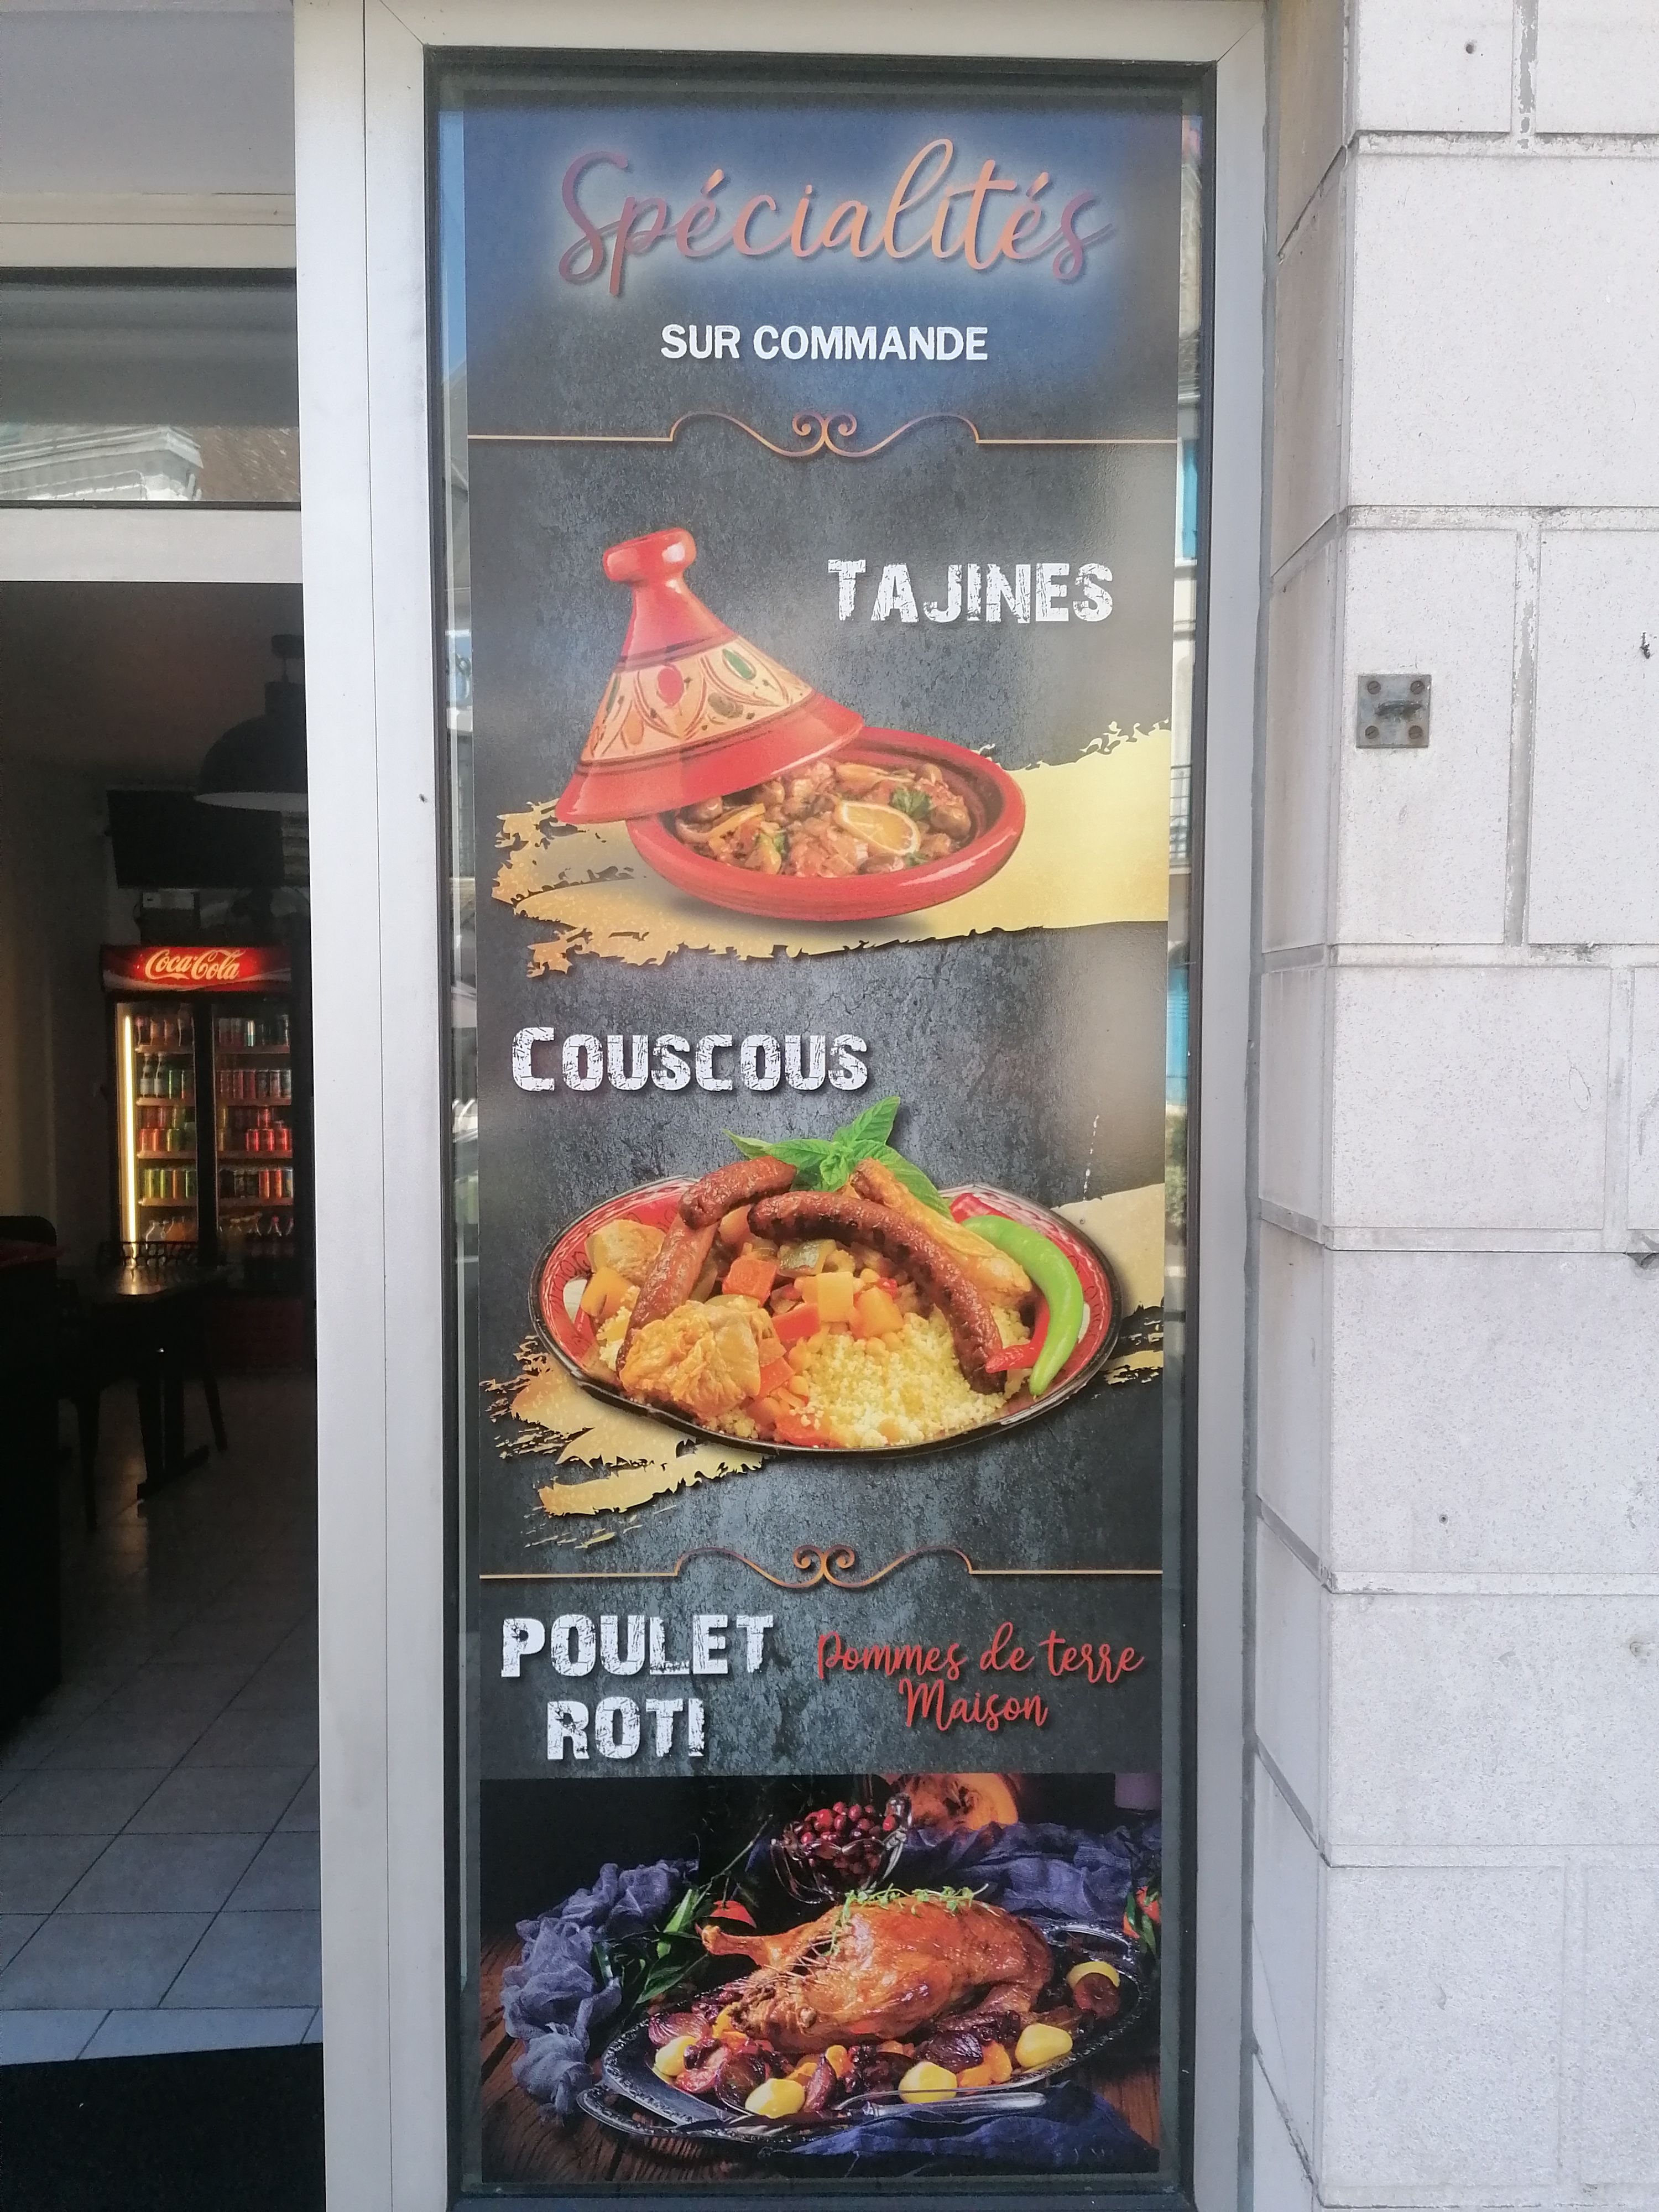 Spécialités
SUR COMMANDE
TAJINES
COUSCOUS
POULET
ROTI
Pommes de terre
Maison
Coca-Cola